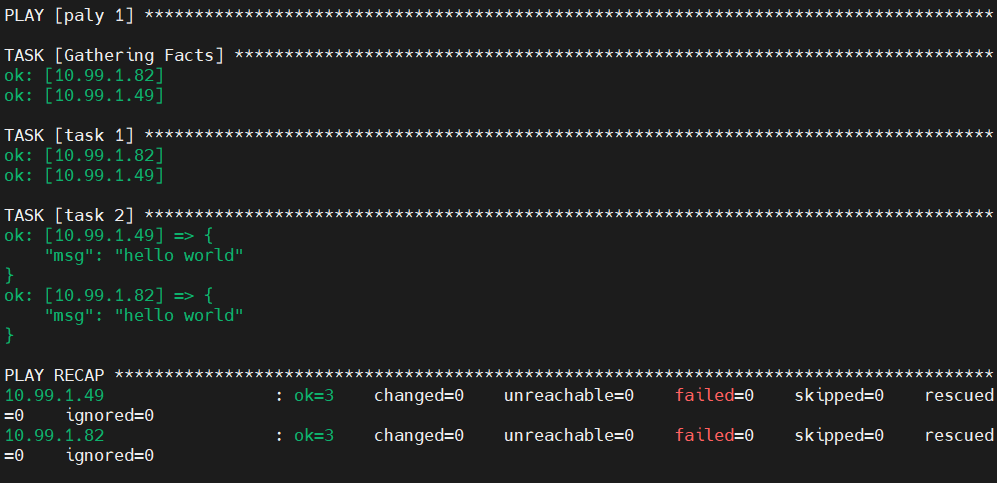 PLAY [paly 1] *************************************************************************************
TASK [Gathering Facts] ****************************************************************************
ok: [10.99.1.82]
ok: [10.99.1.49]
TASK [task 1] *************************************************************************************
ok: [10.99.1.82]
ok: [10.99.1.49]
TASK [task 2] *************************************************************************************
ok: [10.99.1.49] => {
    "msg": "hello world"
}
ok: [10.99.1.82] => {
    "msg": "hello world"
}
PLAY RECAP ****************************************************************************************
10.99.1.49                 : ok=3    changed=0    unreachable=0    failed=0    skipped=0    rescued
=0    ignored=0
10.99.1.82                 : ok=3    changed=0    unreachable=0    failed=0    skipped=0    rescued
=0    ignored=0